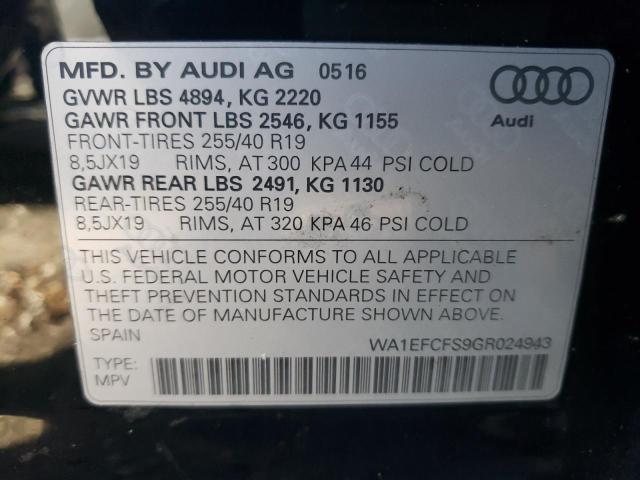 MFD. BY AUDI AG 0516
GVWR LBS 4894, KG 2220
GAWR FRONT LBS 2546, KG 1155
FRONT-TIRES 255/40 R19
8,5JX19 RIMS, AT 300 KPA 44 PSI COLD
GAWR REAR LBS 2491, KG 1130
REAR-TIRES 255/40 R19
8,5JX19 RIMS, AT 320 KPA 46 PSI COLD
Audi
THIS VEHICLE CONFORMS TO ALL APPLICABLE
U.S. FEDERAL MOTOR VEHICLE SAFETY AND
THEFT PREVENTION STANDARDS IN EFFECT ON
THE DATE OF MANUFACTURE SHOWN ABOVE.
SPAIN
WA1EFCFS9GR024943
TYPE:
MPV